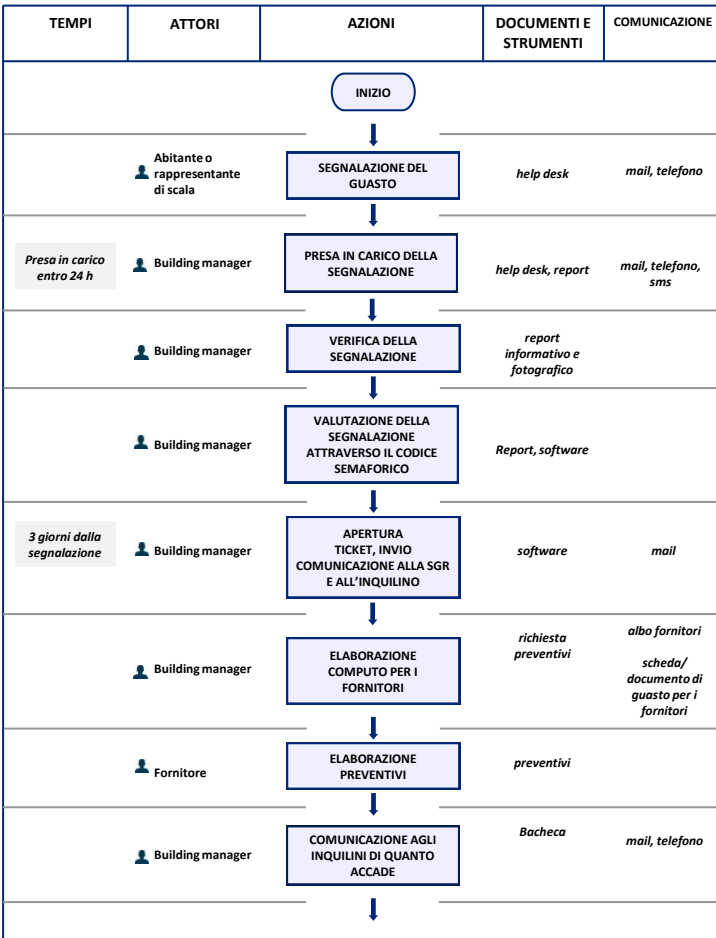 TEMPI
ATTORI
AZIONI
DOCUMENTI E
STRUMENTI
COMUNICAZIONE
INIZIO
Abitante o
rappresentante
di scala
SEGNALAZIONE DEL
GUASTO
help desk
mail, telefono
Presa in carico
entro 24 h
Building manager
PRESA IN CARICO DELLA
SEGNALAZIONE
help desk, report
mail, telefono,
sms
Building manager
VERIFICA DELLA
SEGNALAZIONE
report
informativo e
fotografico
Building manager
VALUTAZIONE DELLA
SEGNALAZIONE
ATTRAVERSO IL CODICE
SEMAFORICO
Report, software
3 giorni dalla
segnalazione
Building manager
APERTURA
TICKET, INVIO
COMUNICAZIONE ALLA SGR
E ALL'INQUILINO
software
mail
Building manager
ELABORAZIONE
COMPUTO PER I
FORNITORI
richiesta
preventivi
albo fornitori
scheda/
documento di
guasto per i
fornitori
Fornitore
ELABORAZIONE
PREVENTIVI
preventivi
Building manager
COMUNICAZIONE AGLI
INQUILINI DI QUANTO
ACCADE
Bacheca
mail, telefono